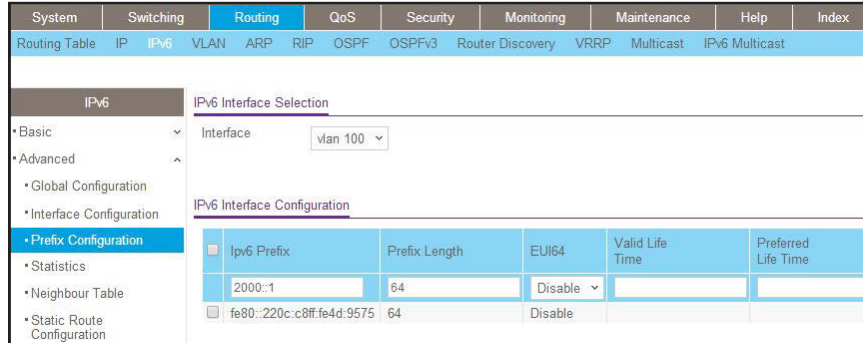 System Switching Routing QoS Security Monitoring Maintenance Help Index
Routing Table IP IPv6 VLAN ARP RIP OSPF OSPFv3 Router Discovery VRRP Multicast IPv6 Multicast
IPv6
Basic
Advanced
Global Configuration
Interface Configuration
Prefix Configuration
Statistics
Neighbour Table
Static Route
Configuration
IPv6 Interface Selection
Interface vlan 100
IPv6 Interface Configuration
Ipv6 Prefix Prefix Length EUI64 Valid Life Time Preferred Life Time
2000::1 64 Disable
fe80::220c:c8ff:fe4d:9575 64 Disable